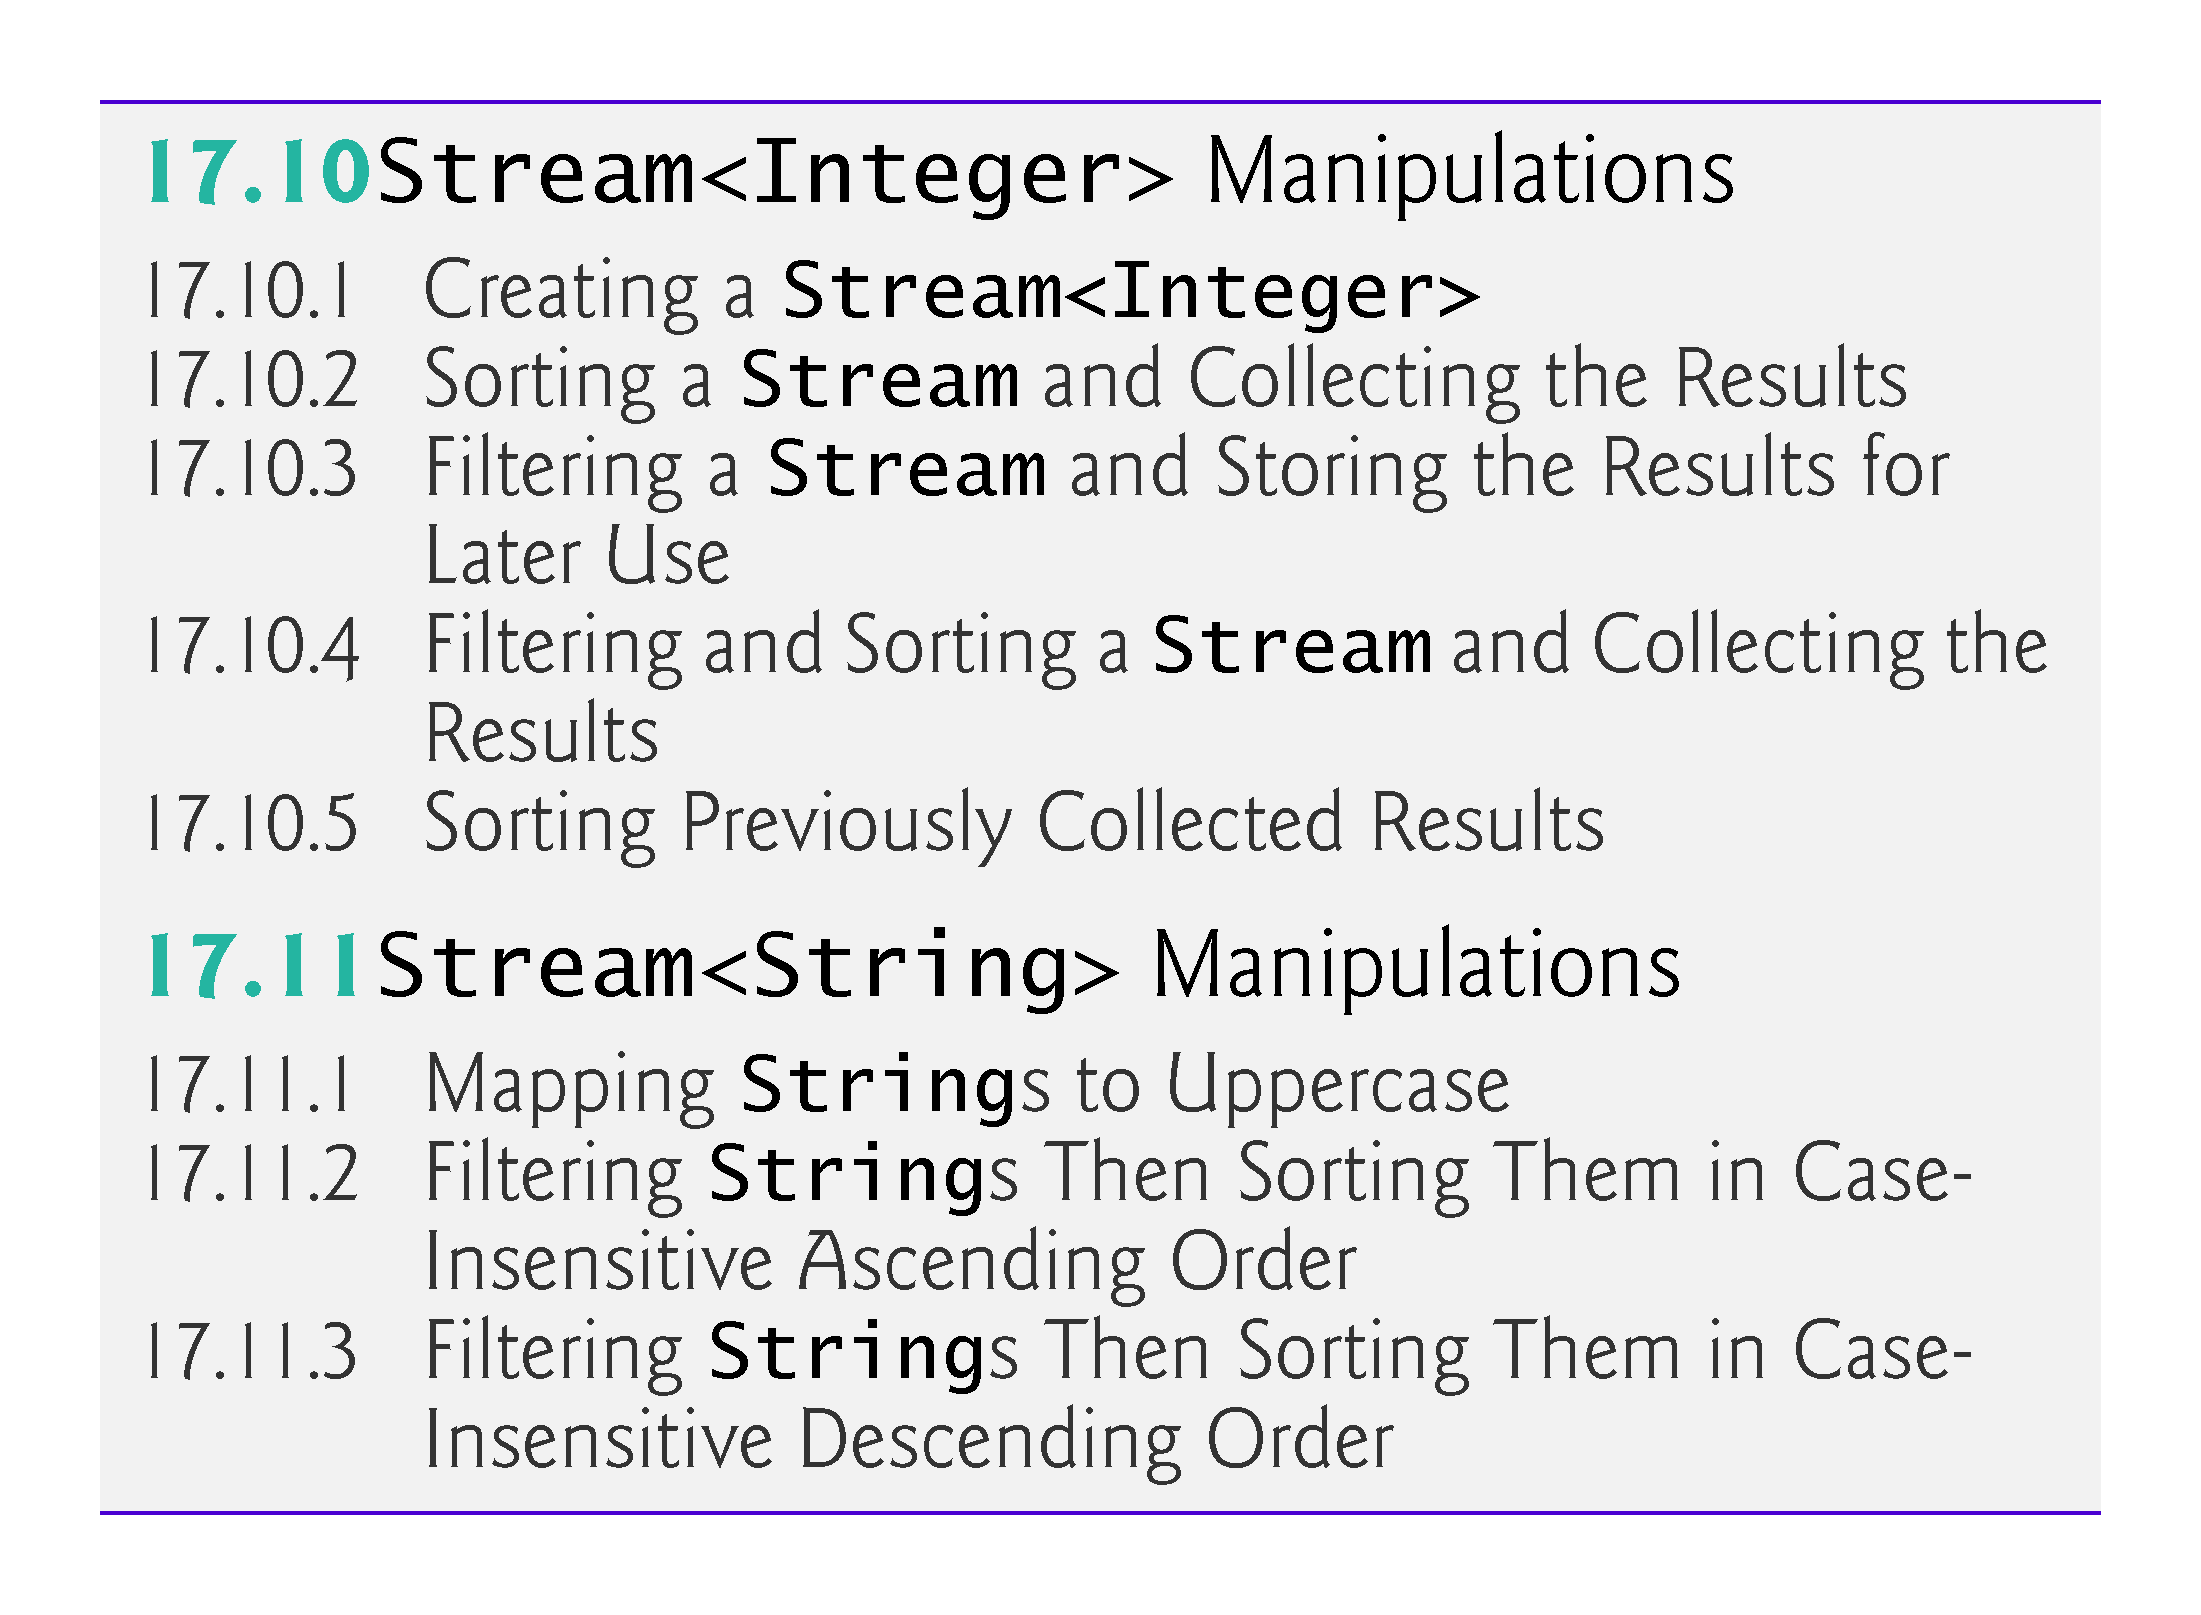 17.10 Stream<Integer> Manipulations
17.10.1 Creating a Stream<Integer>
17.10.2 Sorting a Stream and Collecting the Results
17.10.3 Filtering a Stream and Storing the Results for
Later Use
17.10.4 Filtering and Sorting a Stream and Collecting the
Results
17.10.5 Sorting Previously Collected Results
17.11 Stream<String> Manipulations
17.11.1 Mapping Strings to Uppercase
17.11.2 Filtering Strings Then Sorting Them in Case-
Insensitive Ascending Order
17.11.3 Filtering Strings Then Sorting Them in Case-
Insensitive Descending Order